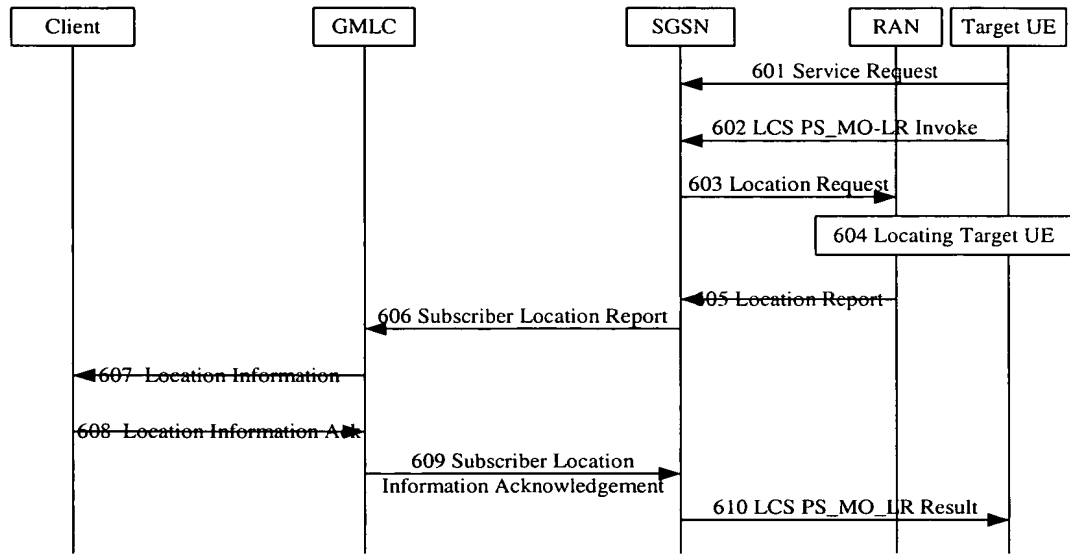 Client GMLC SGSN RAN Target UE
601 Service Request
602 LCS PS_MO-LR Invoke
603 Location Request
604 Locating Target UE
605 Location Report
606 Subscriber Location Report
607 Location Information
608 Location Information Ack
609 Subscriber Location
Information Acknowledgement
610 LCS PS_MO_LR Result